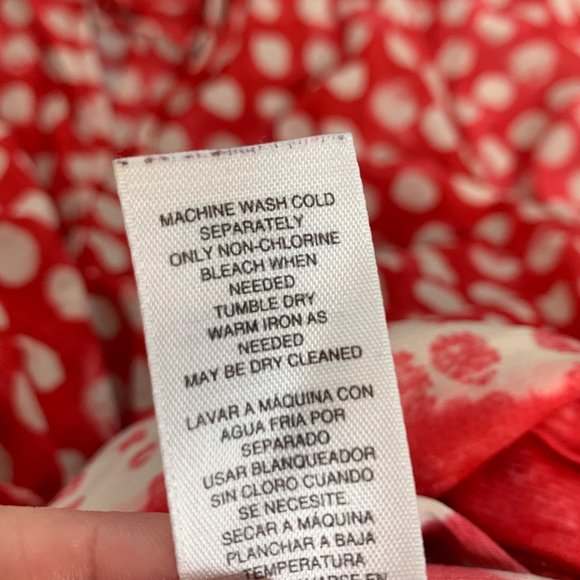 MACHINE WASH COLD
SEPARATELY
ONLY NON-CHLORINE
BLEACH WHEN
NEEDED
TUMBLE DRY
WARM IRON AS
NEEDED
MAY BE DRY CLEANED
LAVAR A MAQUINA CON
AGUA FRIA POR
SEPARADO
USAR BLANQUEADOR
SIN CLORO CUANDO
SE NECESITE
SECAR A MAQUINA
PLANCHAR A BAJA
TEMPERATURA
EN